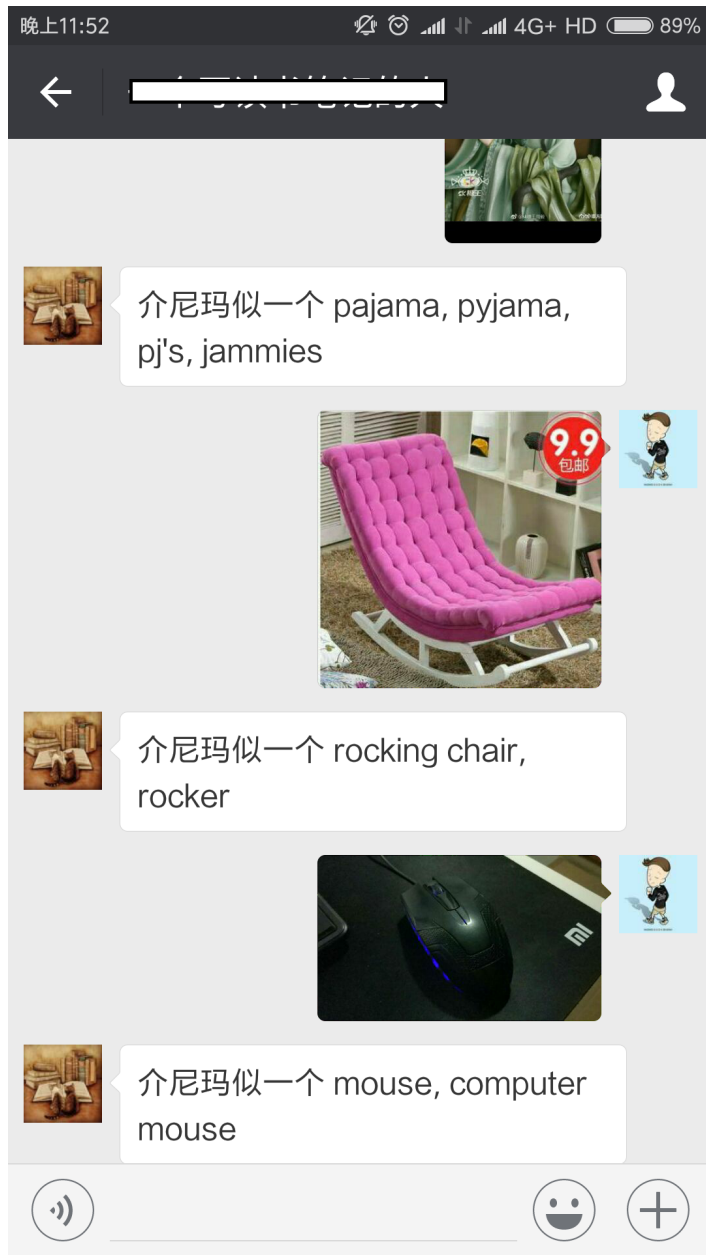 晚上11:52
4G+ HD 89%
介尼玛似一个 pajama, pyjama,
pj's, jammies
9.9
包邮
介尼玛似一个 rocking chair,
rocker
介尼玛似一个 mouse, computer
mouse